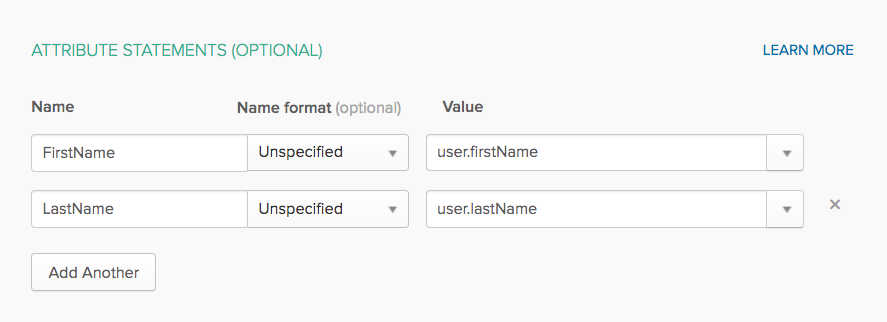 ATTRIBUTE STATEMENTS (OPTIONAL) LEARN MORE
Name Name format (optional) Value
FirstName Unspecified user.firstName
LastName Unspecified user.lastName
Add Another